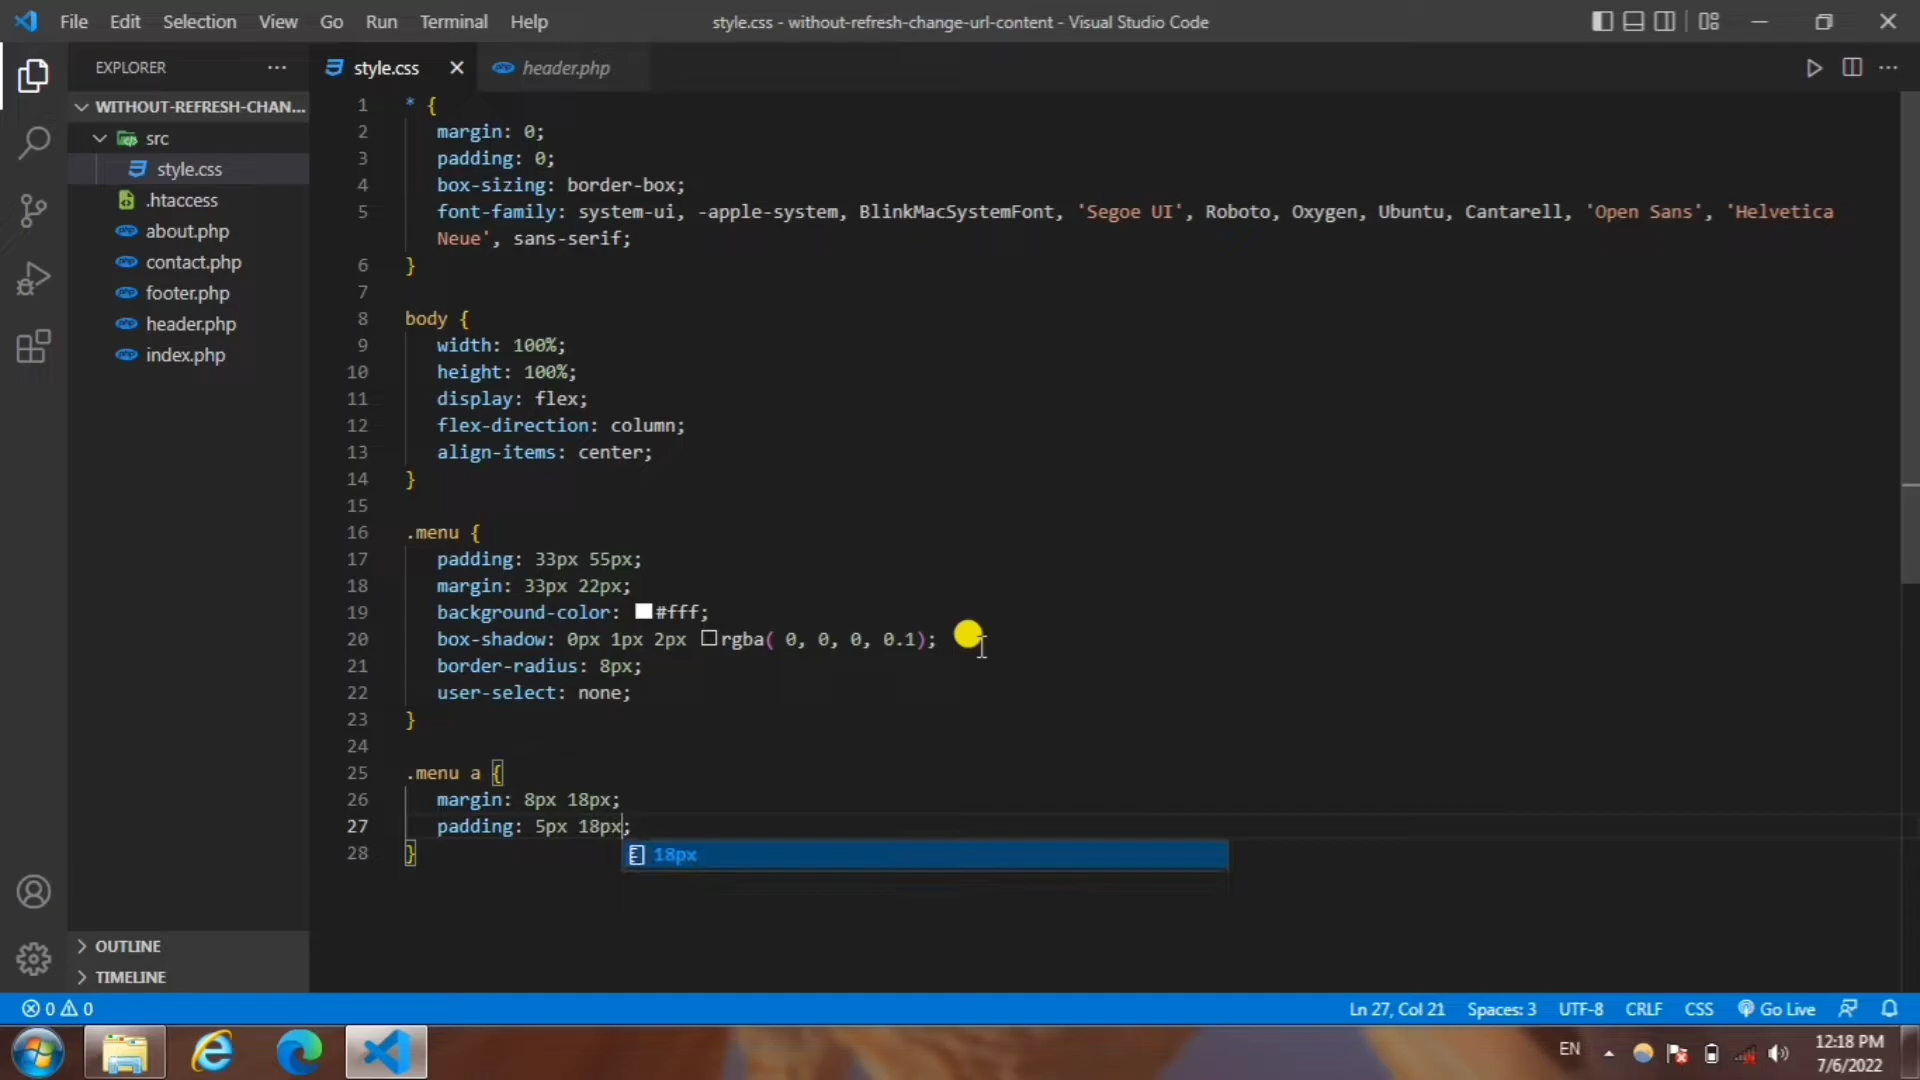 File Edit Selection View Go Run Terminal Help
style.css - without-refresh-change-url-content - Visual Studio Code
EXPLORER
WITHOUT-REFRESH-CHAN...
src
style.css
.htaccess
about.php
contact.php
footer.php
header.php
index.php
OUTLINE
TIMELINE
style.css header.php
1 * {
2 margin: 0;
3 padding: 0;
4 box-sizing: border-box;
5 font-family: system-ui, -apple-system, BlinkMacSystemFont, 'Segoe UI', Roboto, Oxygen, Ubuntu, Cantarell, 'Open Sans', 'Helvetica
Neue', sans-serif;
6 }
7
8 body {
9 width: 100%;
10 height: 100%;
11 display: flex;
12 flex-direction: column;
13 align-items: center;
14 }
15
16 .menu {
17 padding: 33px 55px;
18 margin: 33px 22px;
19 background-color: #fff;
20 box-shadow: 0px 1px 2px rgba( 0, 0, 0, 0.1);
21 border-radius: 8px;
22 user-select: none;
23 }
24
25 .menu a {
26 margin: 8px 18px;
27 padding: 5px 18px;
28 }
18px
0 0
Ln 27, Col 21 Spaces: 3 UTF-8 CRLF CSS Go Live
EN
12:18 PM
7/6/2022